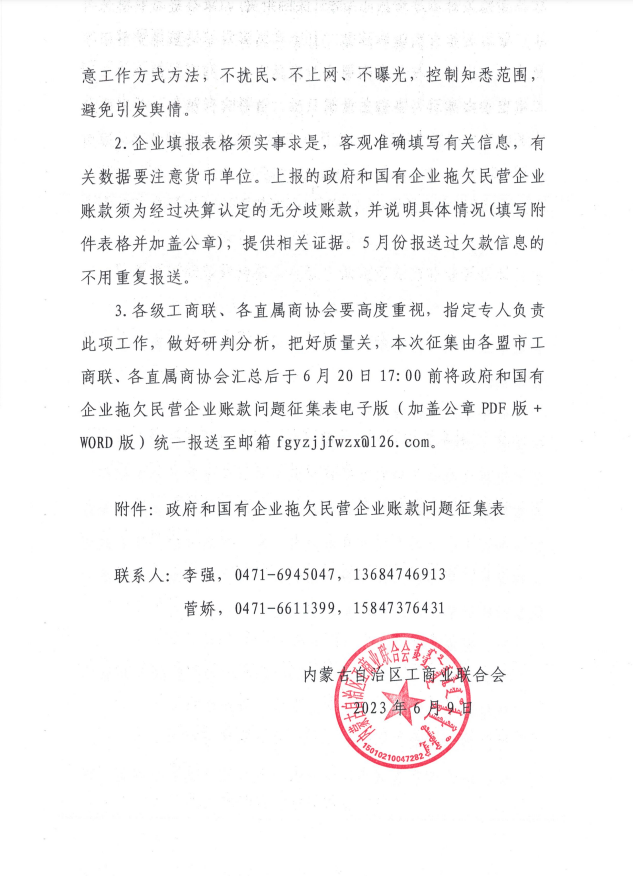 意工作方式方法，不扰民、不上网、不曝光，控制知悉范围，
避免引发舆情。
2.企业填报表格须实事求是，客观准确填写有关信息，有
关数据要注意货币单位。上报的政府和国有企业拖欠民营企业
账款须为经过决算认定的无分歧账款，并说明具体情况(填写附
件表格并加盖公章)，提供相关证据。5月份报送过欠款信息的
不用重复报送。
3.各级工商联、各直属商协会要高度重视，指定专人负责
此项工作，做好研判分析，把好质量关，本次征集由各盟市工
商联、各直属商协会汇总后于6月20日17:00前将政府和国有
企业拖欠民营企业账款问题征集表电子版（加盖公章PDF版+
WORD版）统一报送至邮箱fgyzjjfwzx@126.com。
附件：政府和国有企业拖欠民营企业账款问题征集表
联系人：李强，0471-6945047，13684746913
菅娇，0471-6611399，15847376431
内蒙古自治区工商业联合会
2023年6月9日
内蒙古自治区工商业联合会
15010210047282